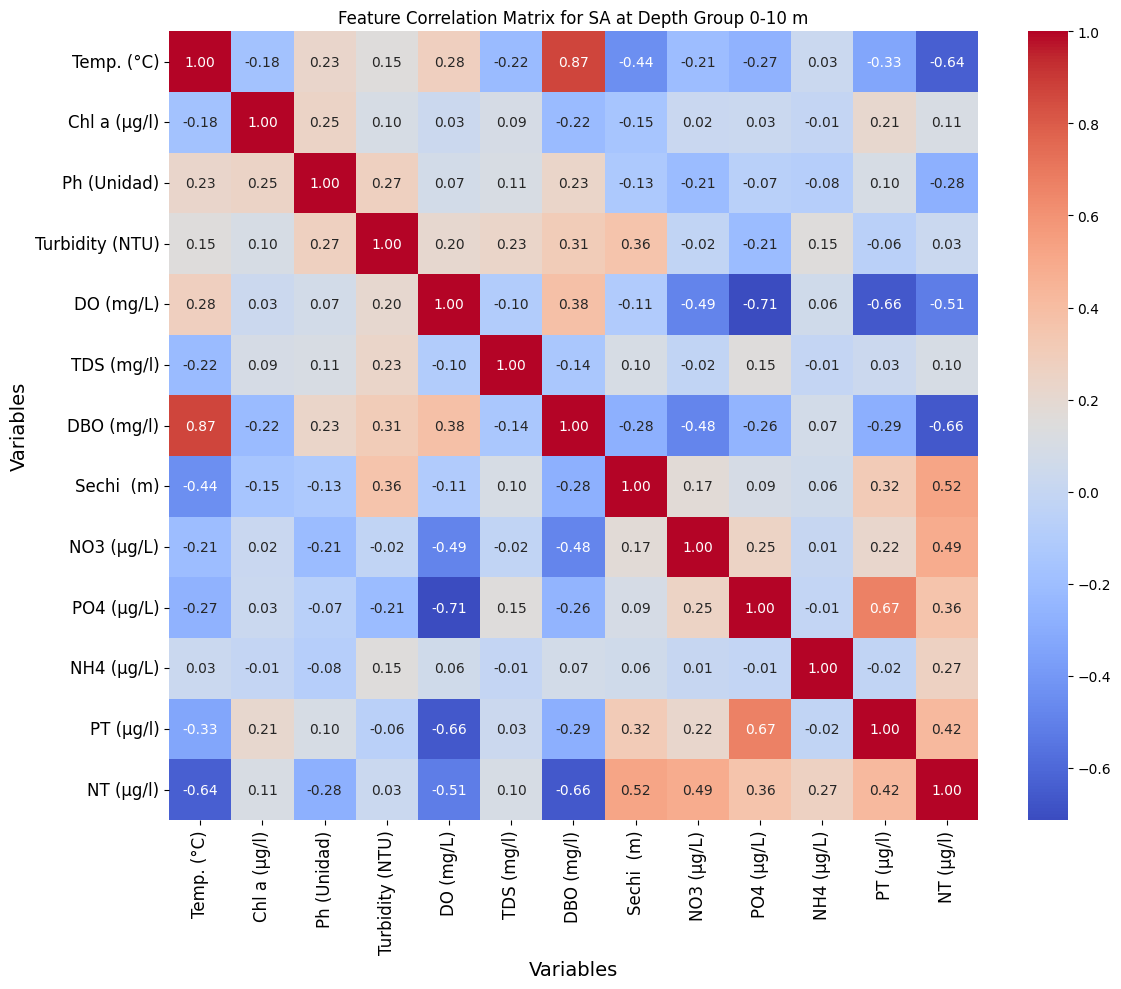 Feature Correlation Matrix for SA at Depth Group 0-10 m
Variables
Temp. (°C) 1.00 -0.18 0.23 0.15 0.28 -0.22 0.87 -0.44 -0.21 -0.27 0.03 -0.33 -0.64
Chl a (µg/l) -0.18 1.00 0.25 0.10 0.03 0.09 -0.22 -0.15 0.02 0.03 -0.01 0.21 0.11
Ph (Unidad) 0.23 0.25 1.00 0.27 0.07 0.11 0.23 -0.13 -0.21 -0.07 -0.08 0.10 -0.28
Turbidity (NTU) 0.15 0.10 0.27 1.00 0.20 0.23 0.31 0.36 -0.02 -0.21 0.15 -0.06 0.03
DO (mg/L) 0.28 0.03 0.07 0.20 1.00 -0.10 0.38 -0.11 -0.49 -0.71 0.06 -0.66 -0.51
TDS (mg/l) -0.22 0.09 0.11 0.23 -0.10 1.00 -0.14 0.10 -0.02 0.15 -0.01 0.03 0.10
DBO (mg/l) 0.87 -0.22 0.23 0.31 0.38 -0.14 1.00 -0.28 -0.48 -0.26 0.07 -0.29 -0.66
Sechi  (m) -0.44 -0.15 -0.13 0.36 -0.11 0.10 -0.28 1.00 0.17 0.09 0.06 0.32 0.52
NO3 (µg/L) -0.21 0.02 -0.21 -0.02 -0.49 -0.02 -0.48 0.17 1.00 0.25 0.01 0.22 0.49
PO4 (µg/L) -0.27 0.03 -0.07 -0.21 -0.71 0.15 -0.26 0.09 0.25 1.00 -0.01 0.67 0.36
NH4 (µg/L) 0.03 -0.01 -0.08 0.15 0.06 -0.01 0.07 0.06 0.01 -0.01 1.00 -0.02 0.27
PT (µg/l) -0.33 0.21 0.10 -0.06 -0.66 0.03 -0.29 0.32 0.22 0.67 -0.02 1.00 0.42
NT (µg/l) -0.64 0.11 -0.28 0.03 -0.51 0.10 -0.66 0.52 0.49 0.36 0.27 0.42 1.00
Temp. (°C)
Chl a (µg/l)
Ph (Unidad)
Turbidity (NTU)
DO (mg/L)
TDS (mg/l)
DBO (mg/l)
Sechi  (m)
NO3 (µg/L)
PO4 (µg/L)
NH4 (µg/L)
PT (µg/l)
NT (µg/l)
Variables
1.0
0.8
0.6
0.4
0.2
0.0
−0.2
−0.4
−0.6